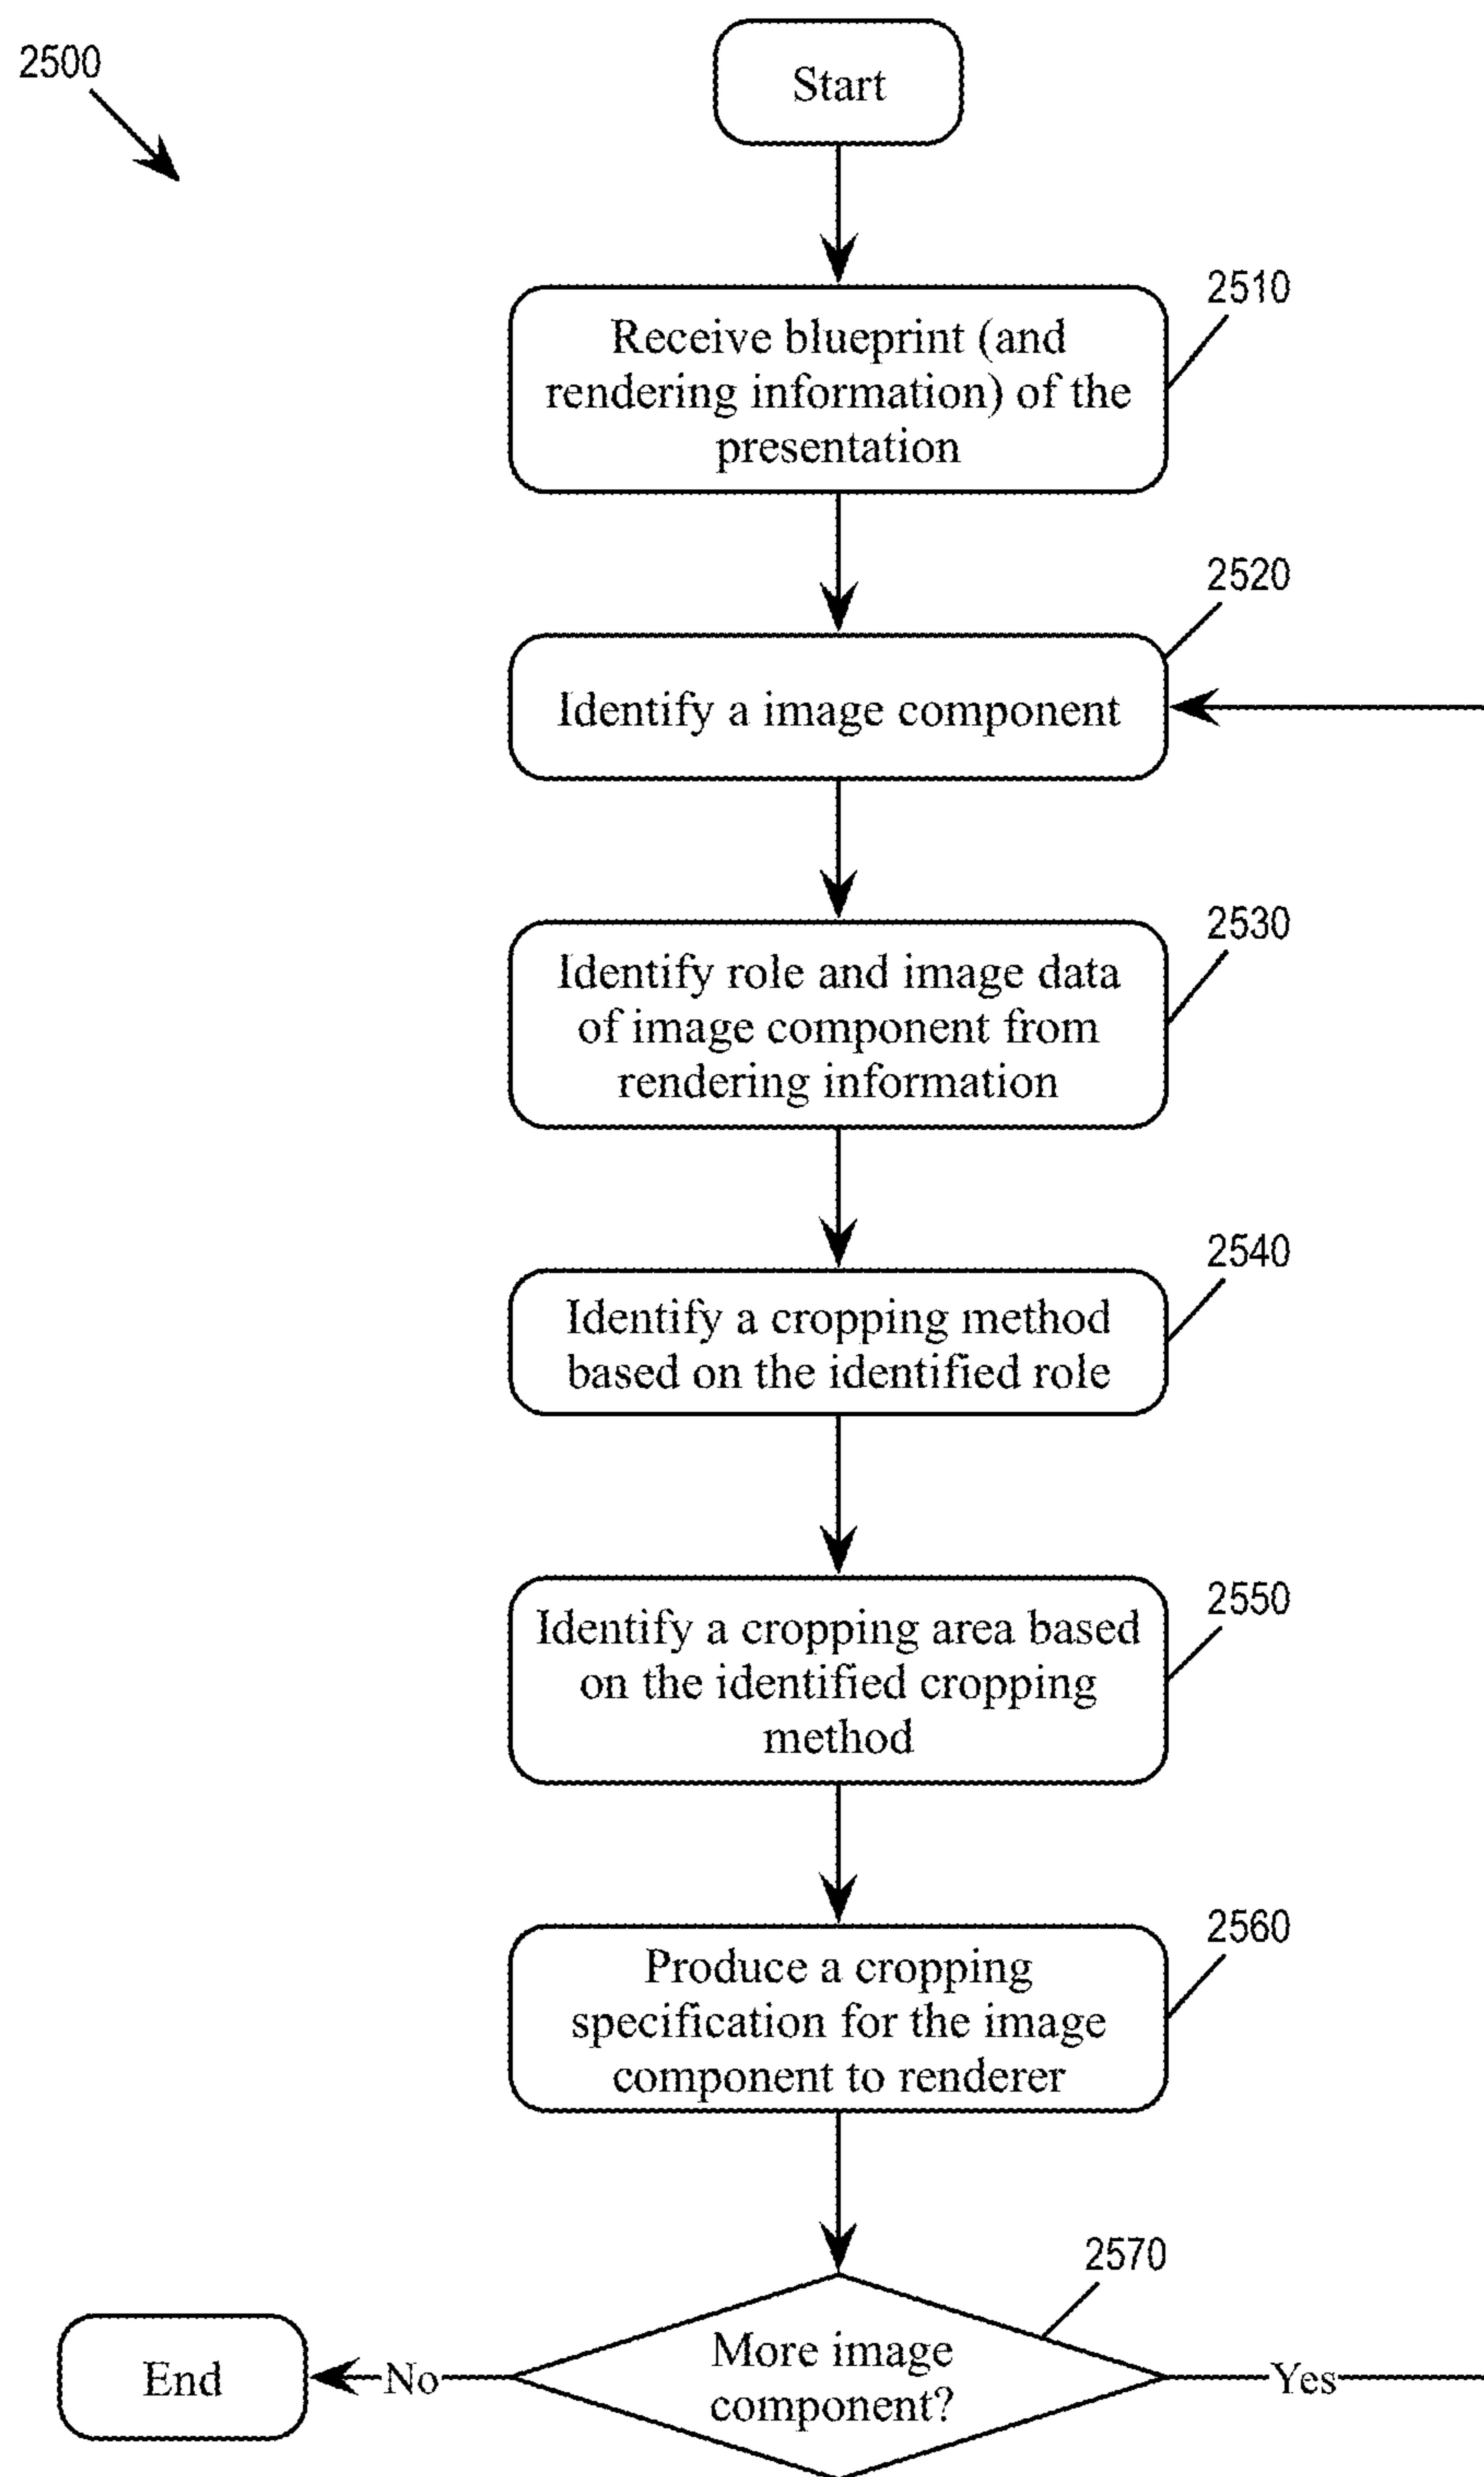 2500
Start
2510
Receive blueprint (and
rendering information) of the
presentation
2520
Identify a image component
2530
Identify role and image data
of image component from
rendering information
2540
Identify a cropping method
based on the identified role
2550
Identify a cropping area based
on the identified cropping
method
2560
Produce a cropping
specification for the image
component to renderer
2570
More image
component?
End
No
Yes